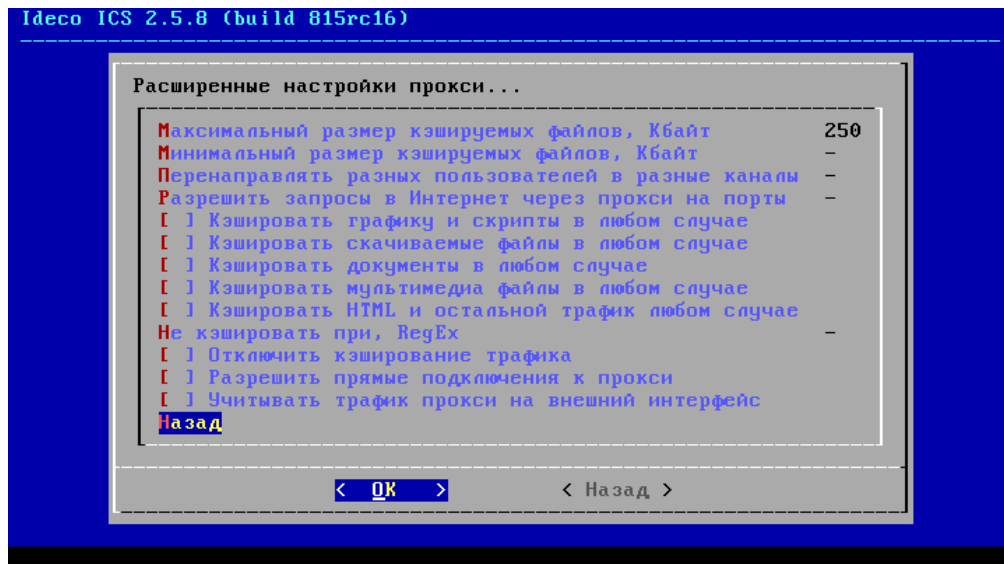 Ideco ICS 2.5.8 (build 815rc16)
Расширенные настройки прокси...
Максимальный размер кэшируемых файлов, Кбайт 250
Минимальный размер кэшируемых файлов, Кбайт -
Перенаправлять разных пользователей в разные каналы -
Разрешить запросы в Интернет через прокси на порты -
[ ] Кэшировать графику и скрипты в любом случае
[ ] Кэшировать скачиваемые файлы в любом случае
[ ] Кэшировать документы в любом случае
[ ] Кэшировать мультимедиа файлы в любом случае
[ ] Кэшировать HTML и остальной трафик любом случае
Не кэшировать при, RegEx -
[ ] Отключить кэширование трафика
[ ] Разрешить прямые подключения к прокси
[ ] Учитывать трафик прокси на внешний интерфейс
Назад
< OK > < Назад >